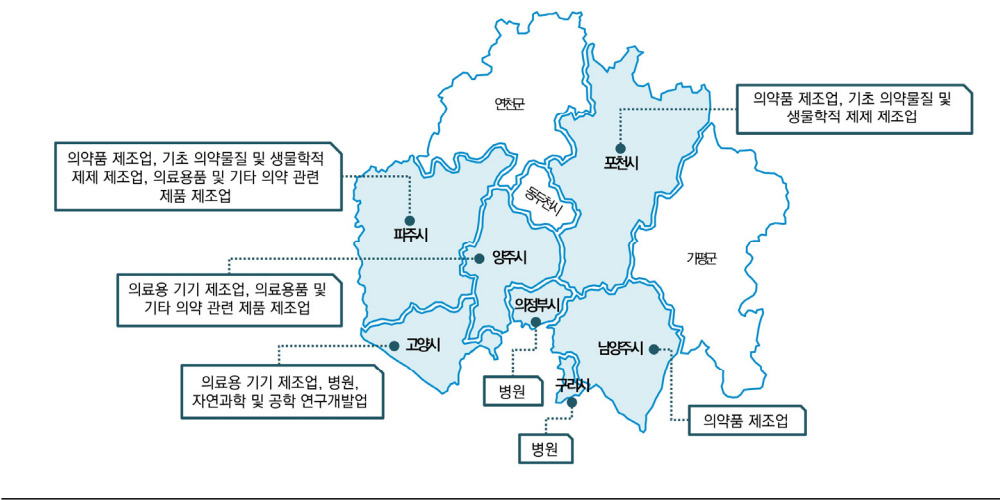 연천군
의약품 제조업, 기초 의약물질 및
생물학적 제제 제조업
포천시
의약품 제조업, 기초 의약물질 및 생물학적
제제 제조업, 의료용품 및 기타 의약 관련
제품 제조업
동두천시
파주시
양주시
가평군
의료용 기기 제조업, 의료용품 및
기타 의약 관련 제품 제조업
의정부시
고양시
남양주시
의료용 기기 제조업, 병원,
자연과학 및 공학 연구개발업
병원
구리시
의약품 제조업
병원